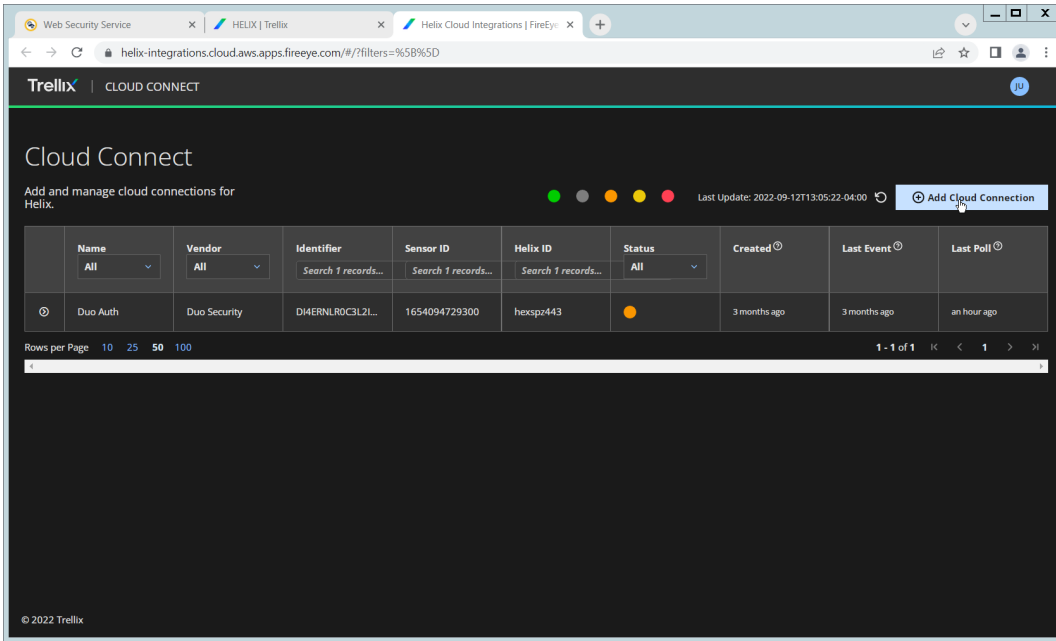 Web Security Service
HELIX | Trellix
Helix Cloud Integrations | FireEye
helix-integrations.cloud.aws.apps.fireeye.com/#/?filters=%5B%5D
Trellix | CLOUD CONNECT
JU
Cloud Connect
Add and manage cloud connections for
Helix.
Last Update: 2022-09-12T13:05:22-04:00
Add Cloud Connection
Name Vendor Identifier Sensor ID Helix ID Status Created Last Event Last Poll
All All Search 1 records... Search 1 records... Search 1 records... All
Duo Auth Duo Security DI4ERNLR0C3L2I... 1654094729300 hexspz443 3 months ago 3 months ago an hour ago
Rows per Page 10 25 50 100 1 - 1 of 1 1
© 2022 Trellix